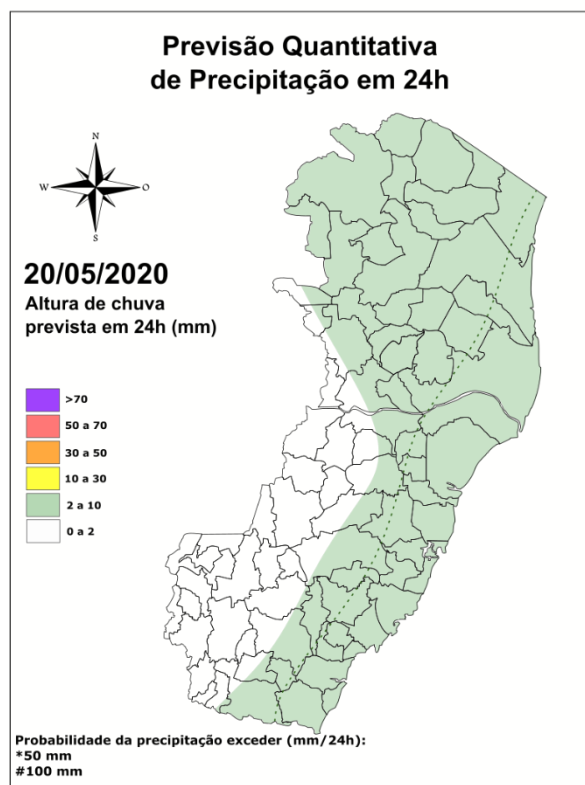 Previsão Quantitativa
de Precipitação em 24h
N
W
O
S
20/05/2020
Altura de chuva
prevista em 24h (mm)
>70
50 a 70
30 a 50
10 a 30
2 a 10
0 a 2
Probabilidade da precipitação exceder (mm/24h):
*50 mm
#100 mm